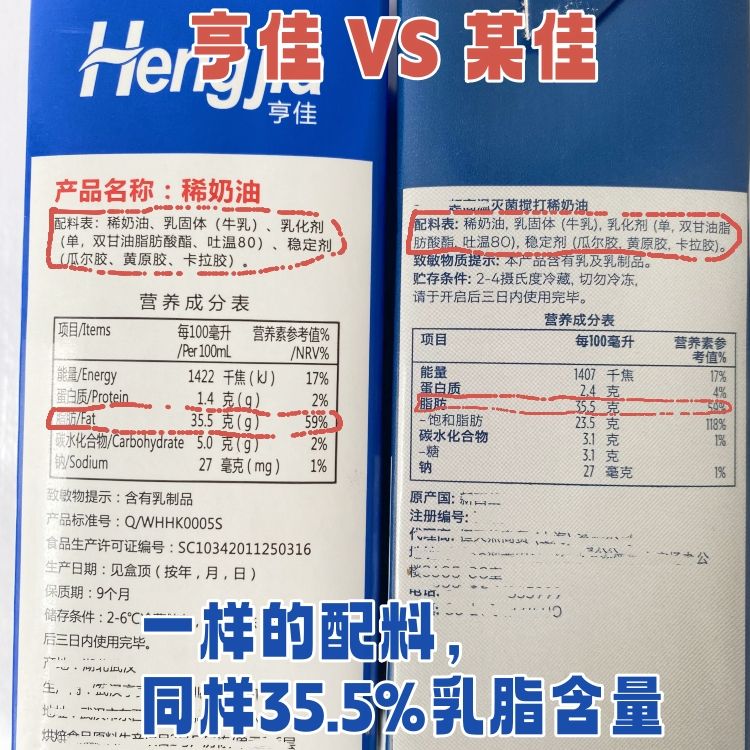 亨佳 VS 某佳
Hengjia
亨佳
产品名称：稀奶油
配料表：稀奶油、乳固体（牛乳）、乳化剂
（单，双甘油脂肪酸酯、吐温80）、稳定剂
（瓜尔胶、黄原胶、卡拉胶）。
营养成分表
项目/Items 每100毫升 营养素参考值%
/Per 100mL /NRV%
能量/Energy 1422 千焦(kJ) 17%
蛋白质/Protein 1.4 克(g) 2%
脂肪/Fat 35.5 克(g) 59%
碳水化合物/Carbohydrate 5.0 克(g) 2%
钠/Sodium 27 毫克(mg) 1%
致敏物提示：含有乳制品
产品标准号：Q/WHHK0005S
食品生产许可证编号：SC10342011250316
生产日期：见盒顶（按年，月，日）
保质期：9个月
储存条件：2-6℃
后三日内使用完毕。
灭菌搅打稀奶油
配料表: 稀奶油, 乳固体 (牛乳), 乳化剂 (单, 双甘油脂
肪酸酯, 吐温80), 稳定剂 (瓜尔胶, 黄原胶, 卡拉胶)。
致敏物质提示: 本产品含有乳及乳制品。
贮存条件: 2-4摄氏度冷藏, 切勿冷冻,
请于开启后三日内使用完毕。
营养成分表
项目 每100毫升 营养素参
考值%
能量 1407 千焦 17%
蛋白质 2.4 克 4%
脂肪 35.5 克 59%
-饱和脂肪 23.5 克 118%
碳水化合物 3.1 克 1%
-糖 3.1 克
钠 27 毫克 1%
原产国:
注册编号:
一样的配料，
同样35.5%乳脂含量